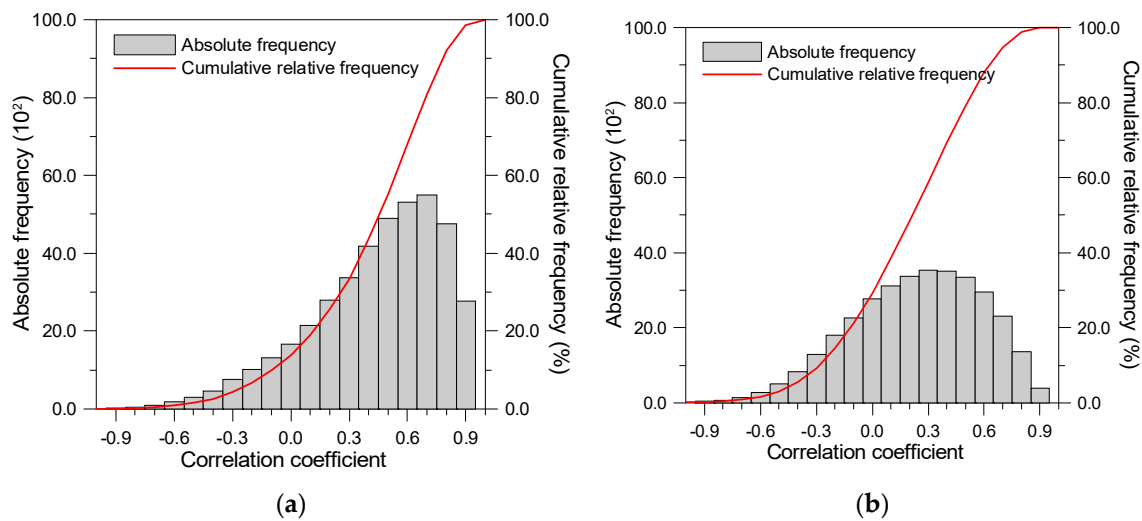 100.0
80.0
60.0
40.0
20.0
0.0
Absolute frequency (10²)
Absolute frequency
Cumulative relative frequency
100.0
80.0
60.0
40.0
20.0
0.0
Cumulative relative
frequency (%)
-0.9 -0.6 -0.3 0.0 0.3 0.6 0.9
Correlation coefficient
(a)
100.0
80.0
60.0
40.0
20.0
0.0
Absolute frequency (10²)
Absolute frequency
Cumulative relative frequency
100.0
80.0
60.0
40.0
20.0
0.0
Cumulative relative
frequency (%)
-0.9 -0.6 -0.3 0.0 0.3 0.6 0.9
Correlation coefficient
(b)